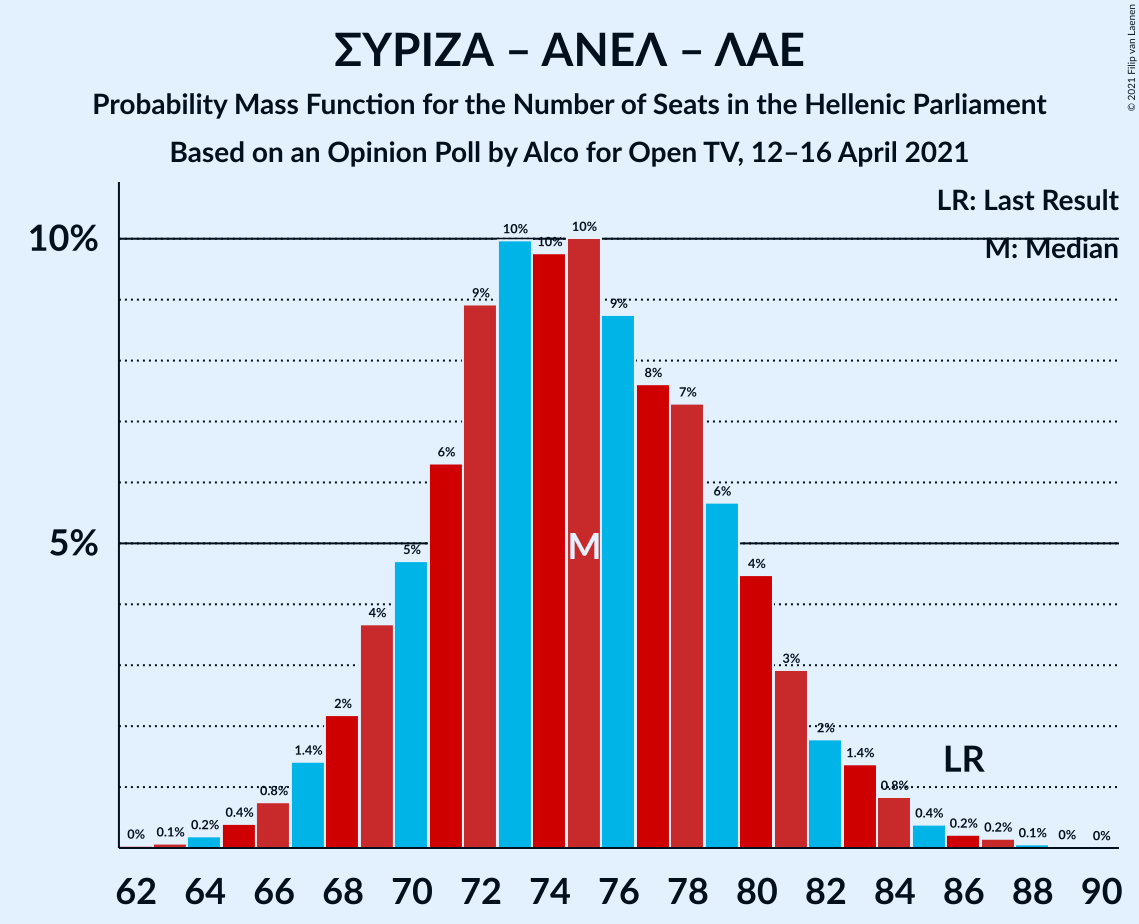 ΣΥΡΙΖΑ – ΑΝΕΛ – ΛΑΕ
Probability Mass Function for the Number of Seats in the Hellenic Parliament
Based on an Opinion Poll by Alco for Open TV, 12–16 April 2021
© 2021 Filip van Laenen
LR: Last Result
M: Median
10%
5%
0% 0.1% 0.2% 0.4% 0.8% 1.4% 2% 4% 5% 6% 9% 10% 10% 10% 9% 8% 7% 6% 4% 3% 2% 1.4% 0.8% 0.4% 0.2% 0.2% 0.1% 0% 0%
M
LR
62 64 66 68 70 72 74 76 78 80 82 84 86 88 90